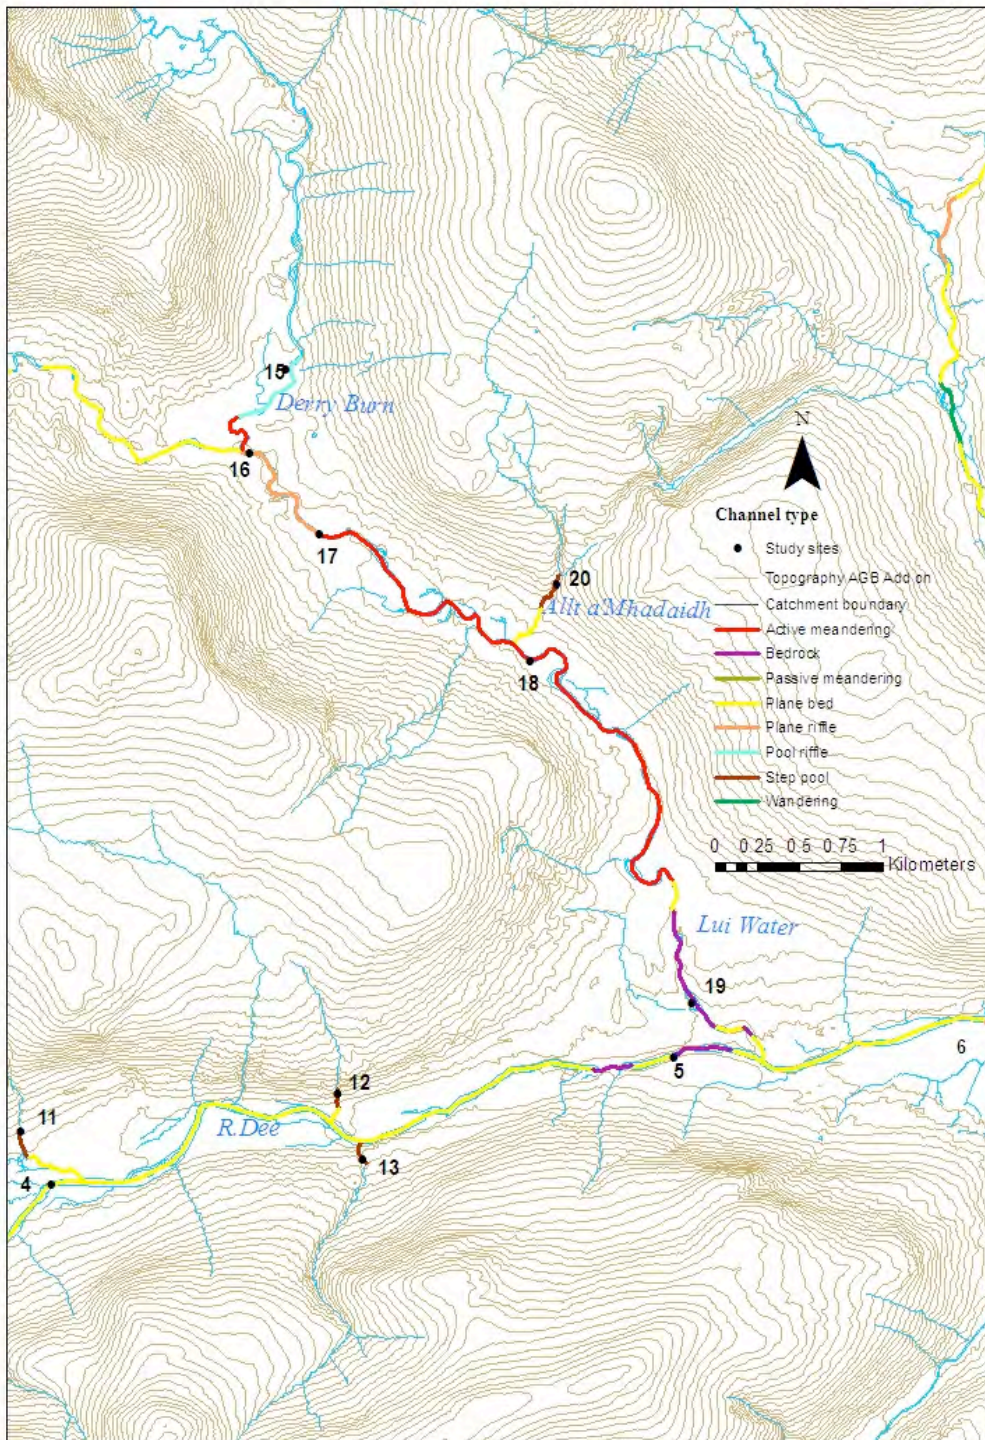 15
Derry Burn
16
N
17
Channel type
Study sites
20
Topography AGB Add on
Allt a'Mhadaidh
Catchment boundary
Active meandering
18
Bedrock
Passive meandering
Plane bed
Plane riffle
Pool riffle
Step pool
Wandering
0 0.25 0.5 0.75 1
Kilometers
Lui Water
19
5
6
12
11
R.Dee
13
4